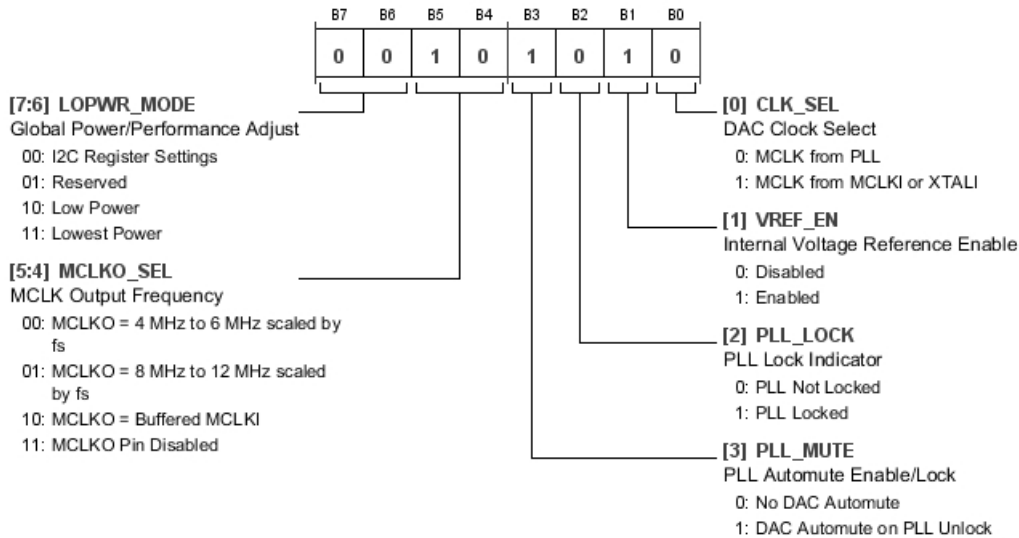 B7 B6 B5 B4 B3 B2 B1 B0
0 0 1 0 1 0 1 0
[7:6] LOPWR_MODE
Global Power/Performance Adjust
00: I2C Register Settings
01: Reserved
10: Low Power
11: Lowest Power
[5:4] MCLKO_SEL
MCLK Output Frequency
00: MCLKO = 4 MHz to 6 MHz scaled by
fs
01: MCLKO = 8 MHz to 12 MHz scaled
by fs
10: MCLKO = Buffered MCLKI
11: MCLKO Pin Disabled
[0] CLK_SEL
DAC Clock Select
0: MCLK from PLL
1: MCLK from MCLKI or XTALI
[1] VREF_EN
Internal Voltage Reference Enable
0: Disabled
1: Enabled
[2] PLL_LOCK
PLL Lock Indicator
0: PLL Not Locked
1: PLL Locked
[3] PLL_MUTE
PLL Automute Enable/Lock
0: No DAC Automute
1: DAC Automute on PLL Unlock